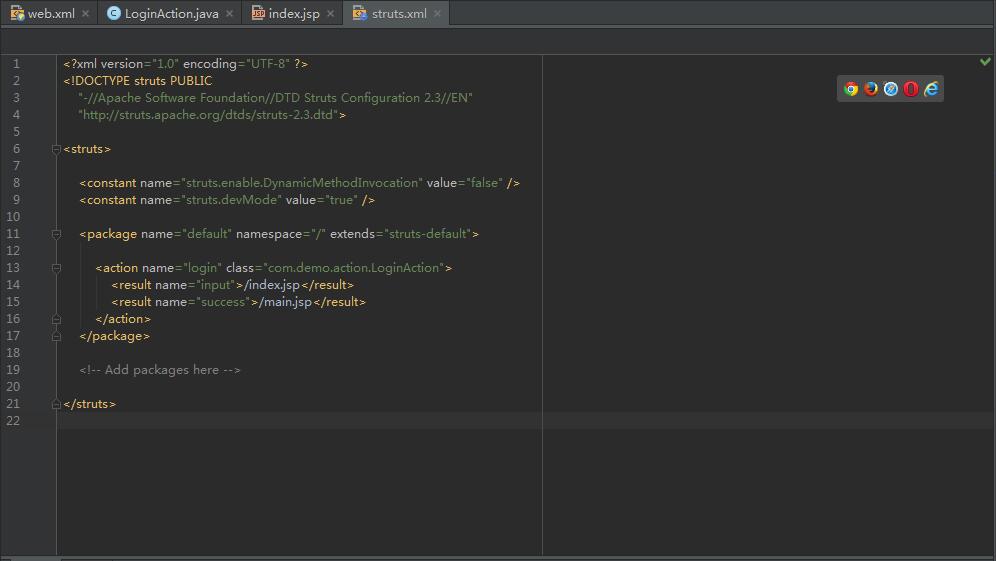 web.xml LoginAction.java index.jsp struts.xml
1 <?xml version="1.0" encoding="UTF-8" ?>
2 <!DOCTYPE struts PUBLIC
3 "-//Apache Software Foundation//DTD Struts Configuration 2.3//EN"
4 "http://struts.apache.org/dtds/struts-2.3.dtd">
5
6 <struts>
7
8 <constant name="struts.enable.DynamicMethodInvocation" value="false" />
9 <constant name="struts.devMode" value="true" />
10
11 <package name="default" namespace="/" extends="struts-default">
12
13 <action name="login" class="com.demo.action.LoginAction">
14 <result name="input">/index.jsp</result>
15 <result name="success">/main.jsp</result>
16 </action>
17 </package>
18
19 <!-- Add packages here -->
20
21 </struts>
22